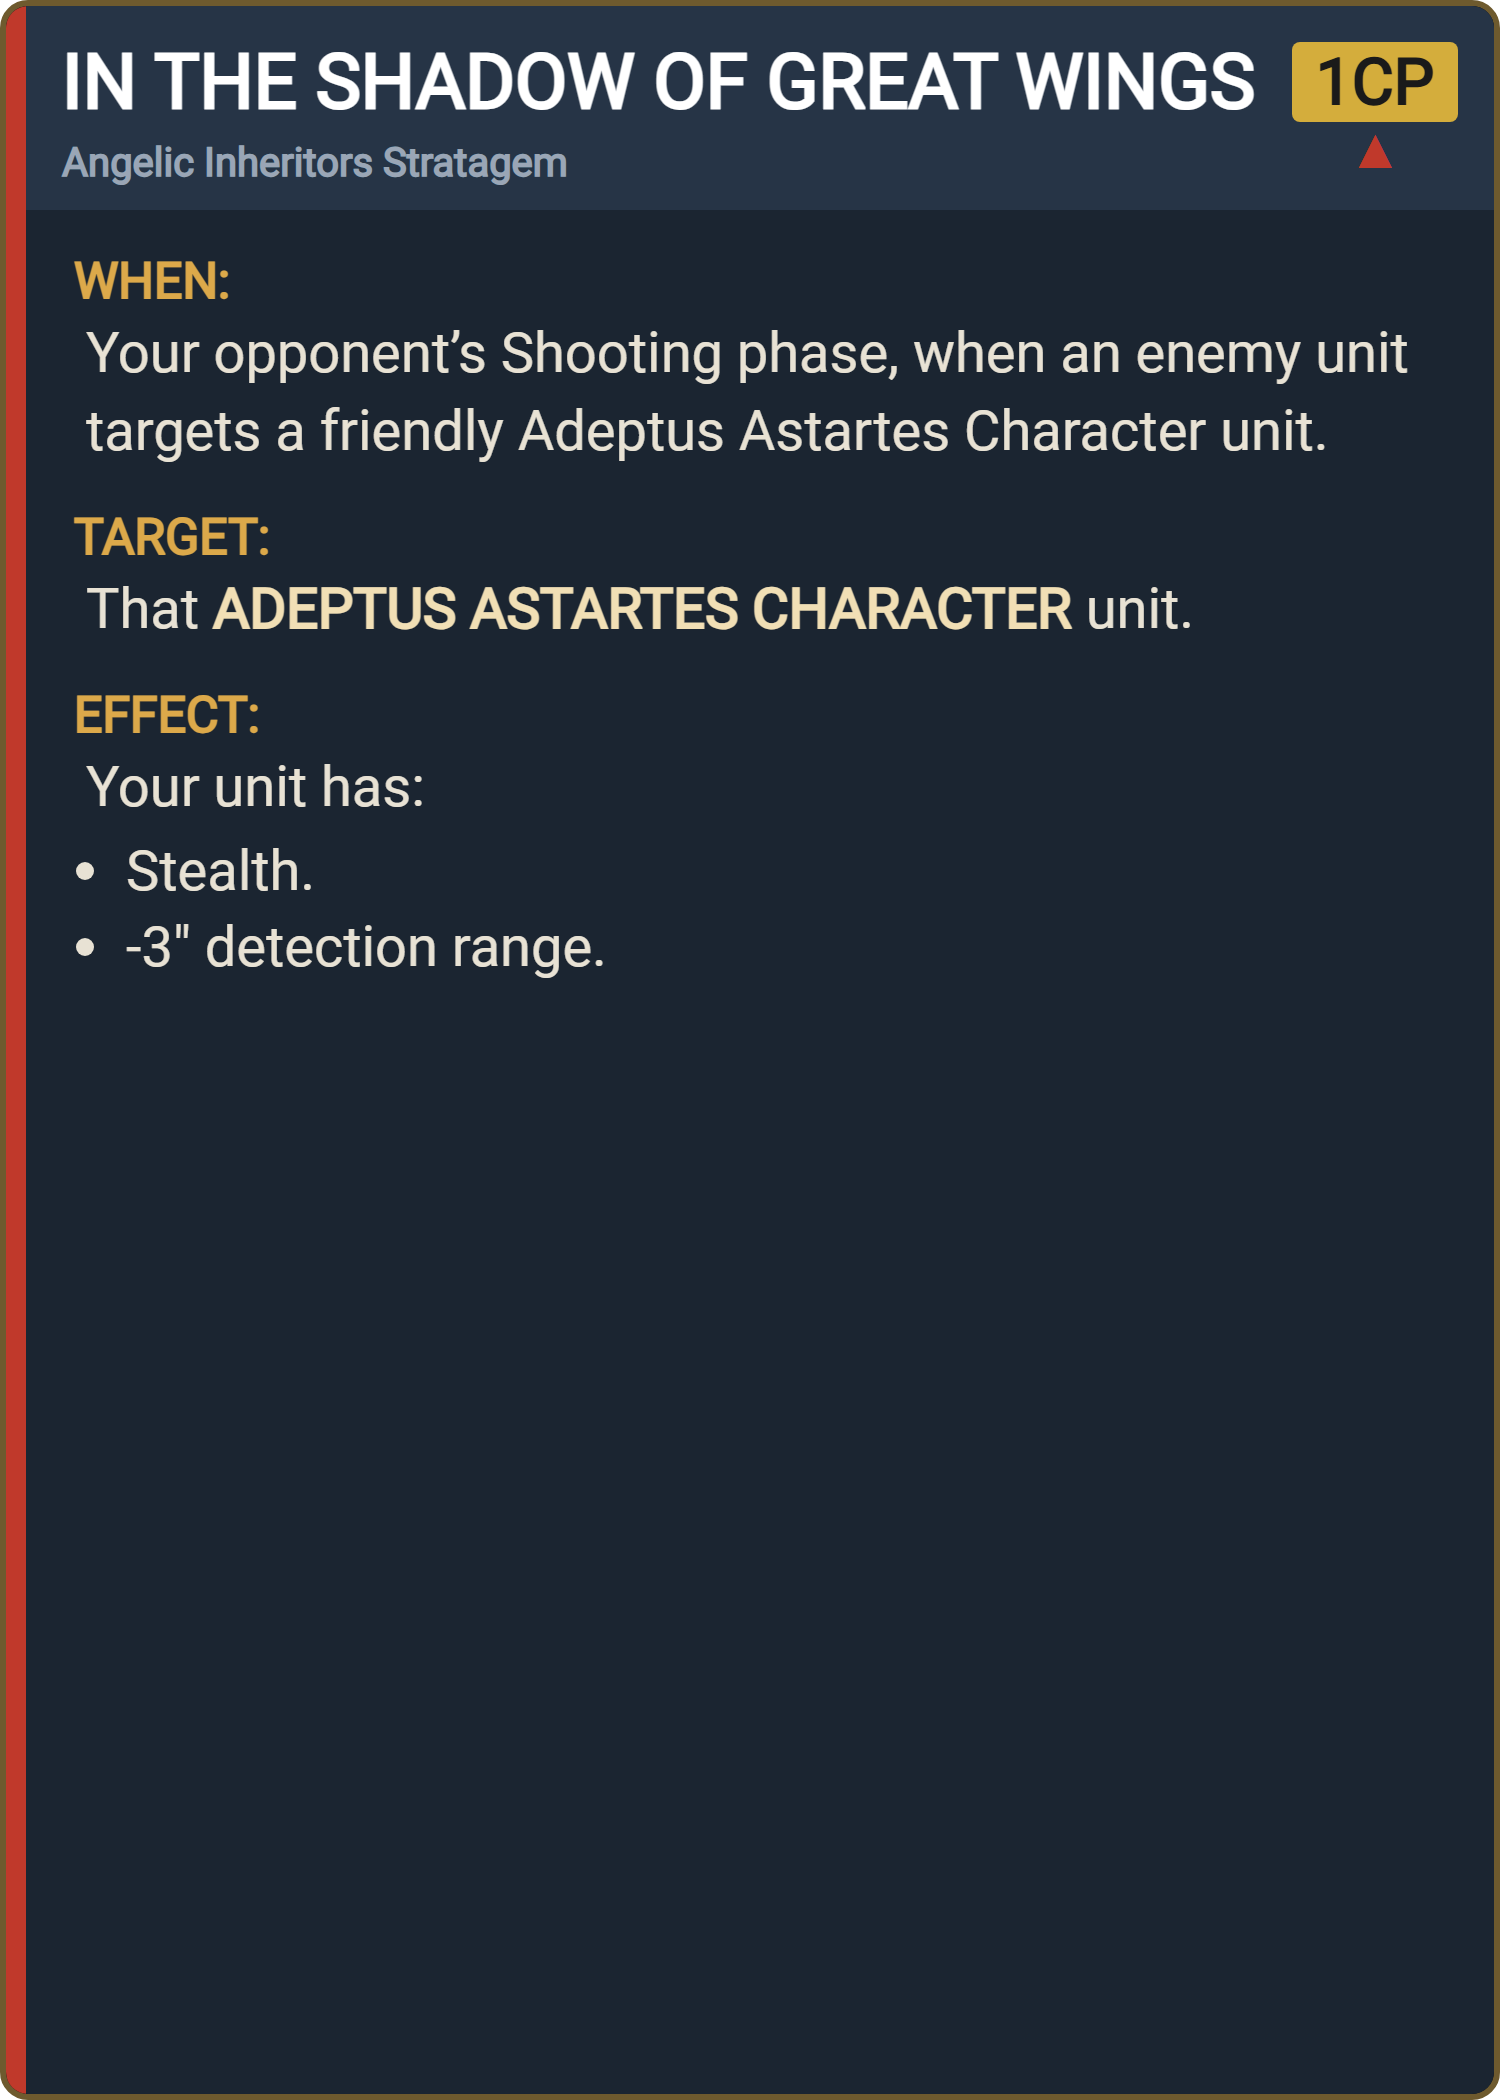 IN THE SHADOW OF GREAT WINGS 1CP
Angelic Inheritors Stratagem
WHEN:
Your opponent’s Shooting phase, when an enemy unit
targets a friendly Adeptus Astartes Character unit.
TARGET:
That ADEPTUS ASTARTES CHARACTER unit.
EFFECT:
Your unit has:
• Stealth.
• -3" detection range.